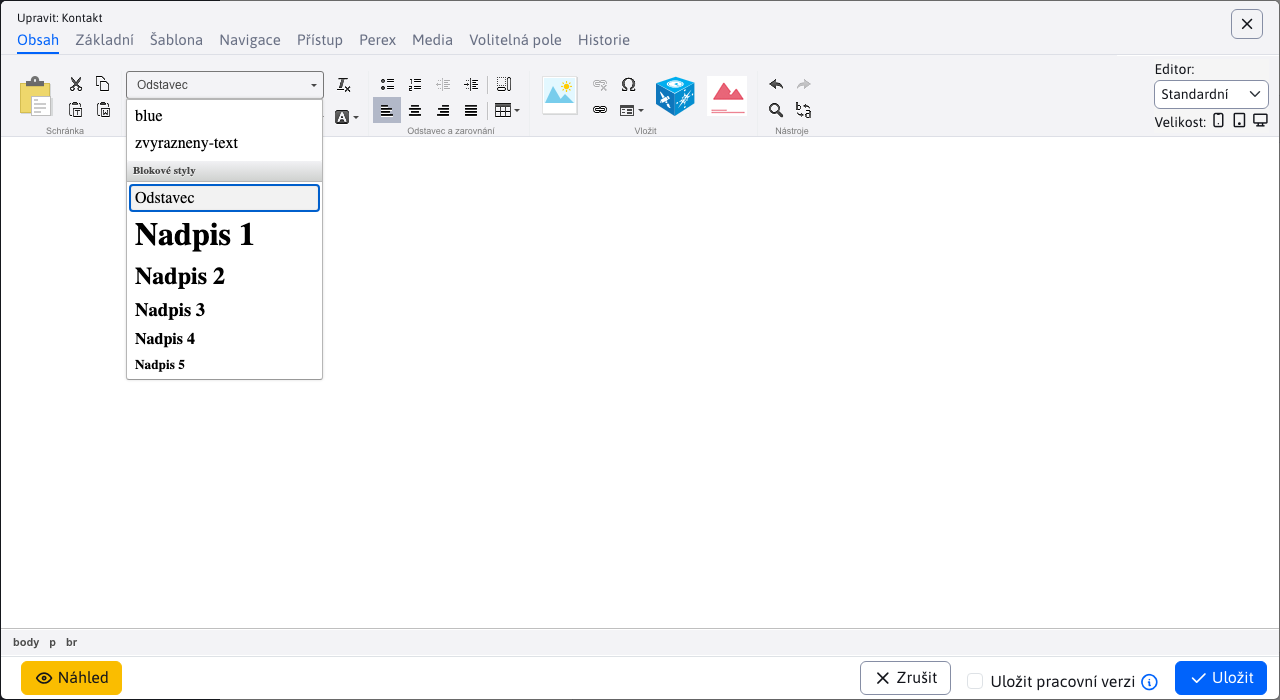 Upravit: Kontakt
Obsah Základní Šablona Navigace Přístup Perex Media Volitelná pole Historie
Editor:
Odstavec
Standardní
Velikost:
Schránka
Odstavec a zarovnání
Vložit
Nástroje
blue
zvyrazneny-text
Blokové styly
Odstavec
Nadpis 1
Nadpis 2
Nadpis 3
Nadpis 4
Nadpis 5
body p br
Náhled
Zrušit
Uložit pracovní verzi
Uložit